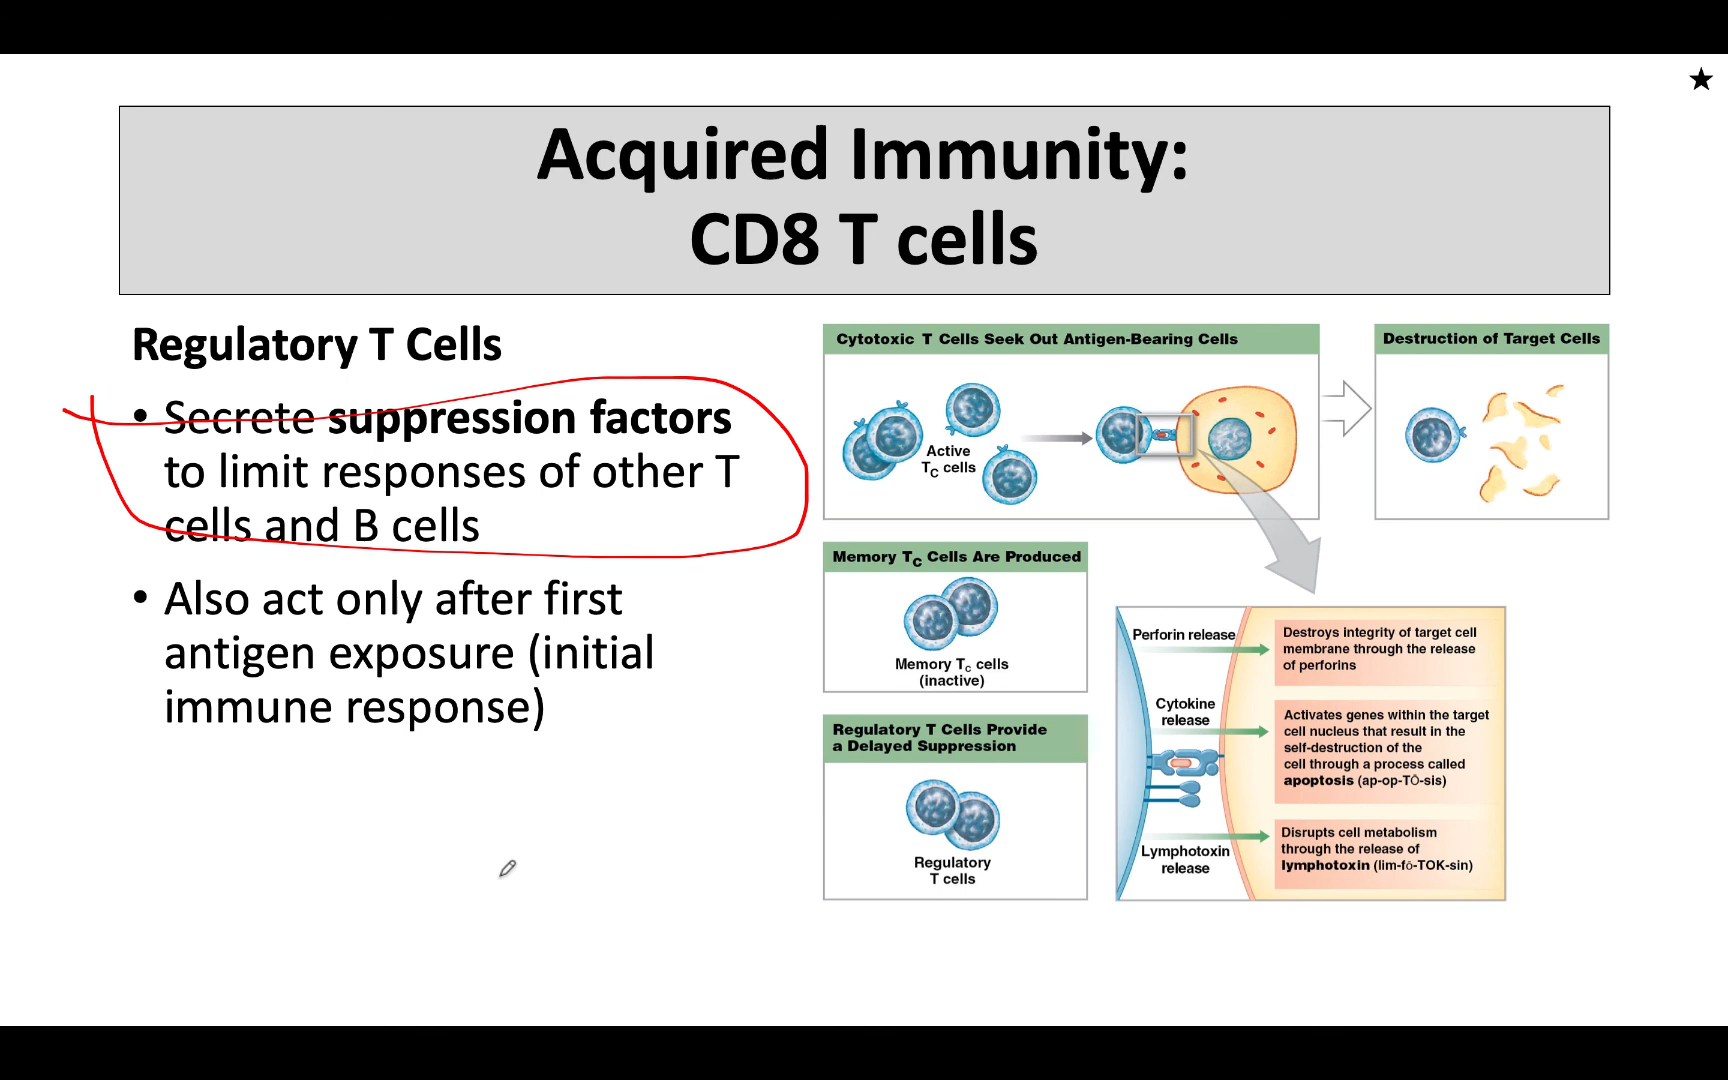 Acquired Immunity:
CD8 T cells
Regulatory T Cells
• Secrete suppression factors
to limit responses of other T
cells and B cells
• Also act only after first
antigen exposure (initial
immune response)
Cytotoxic T Cells Seek Out Antigen-Bearing Cells
Active
TC cells
Destruction of Target Cells
Memory TC Cells Are Produced
Memory TC cells
(inactive)
Regulatory T Cells Provide
a Delayed Suppression
Regulatory
T cells
Perforin release
Destroys integrity of target cell
membrane through the release
of perforins
Cytokine
release
Activates genes within the target
cell nucleus that result in the
self-destruction of the
cell through a process called
apoptosis (ap-op-TŌ-sis)
Lymphotoxin
release
Disrupts cell metabolism
through the release of
lymphotoxin (lim-fō-TOK-sin)